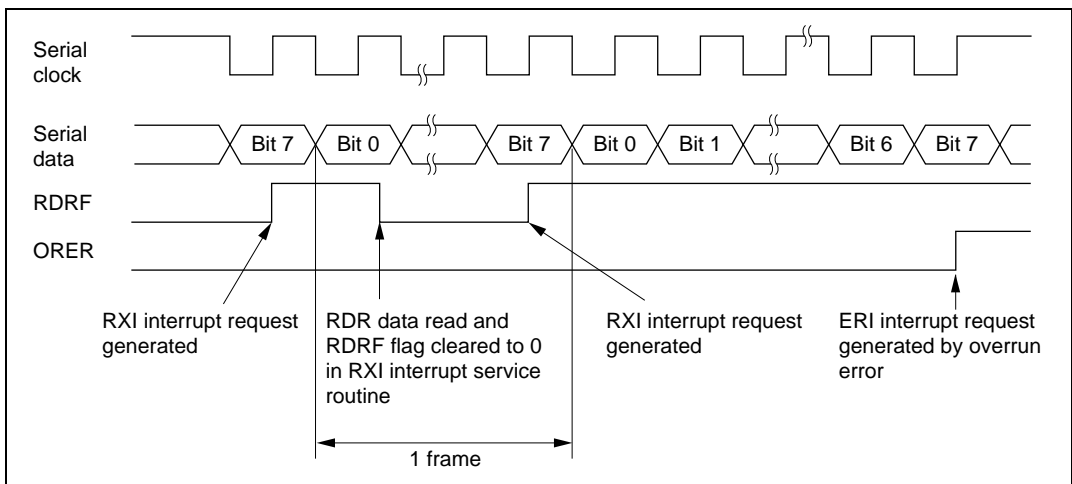 Serial
clock
Serial
data
Bit 7 Bit 0 Bit 7 Bit 0 Bit 1 Bit 6 Bit 7
RDRF
ORER
RXI interrupt request
generated
RDR data read and
RDRF flag cleared to 0
in RXI interrupt service
routine
RXI interrupt request
generated
ERI interrupt request
generated by overrun
error
1 frame